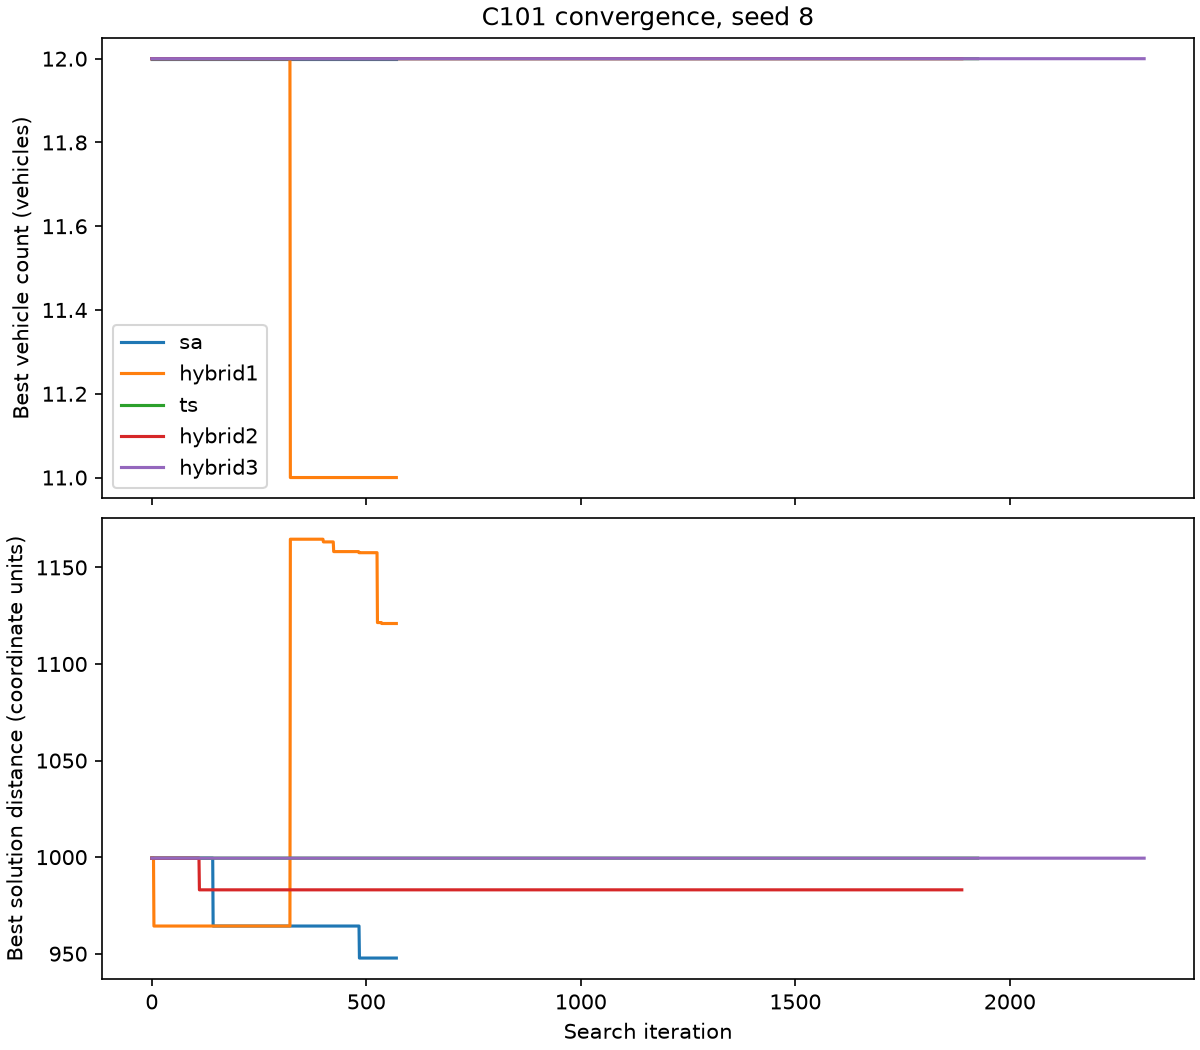 C101 convergence, seed 8
Best vehicle count (vehicles)
12.0
11.8
11.6
11.4
11.2
11.0
sa
hybrid1
ts
hybrid2
hybrid3
Best solution distance (coordinate units)
1150
1100
1050
1000
950
0 500 1000 1500 2000
Search iteration